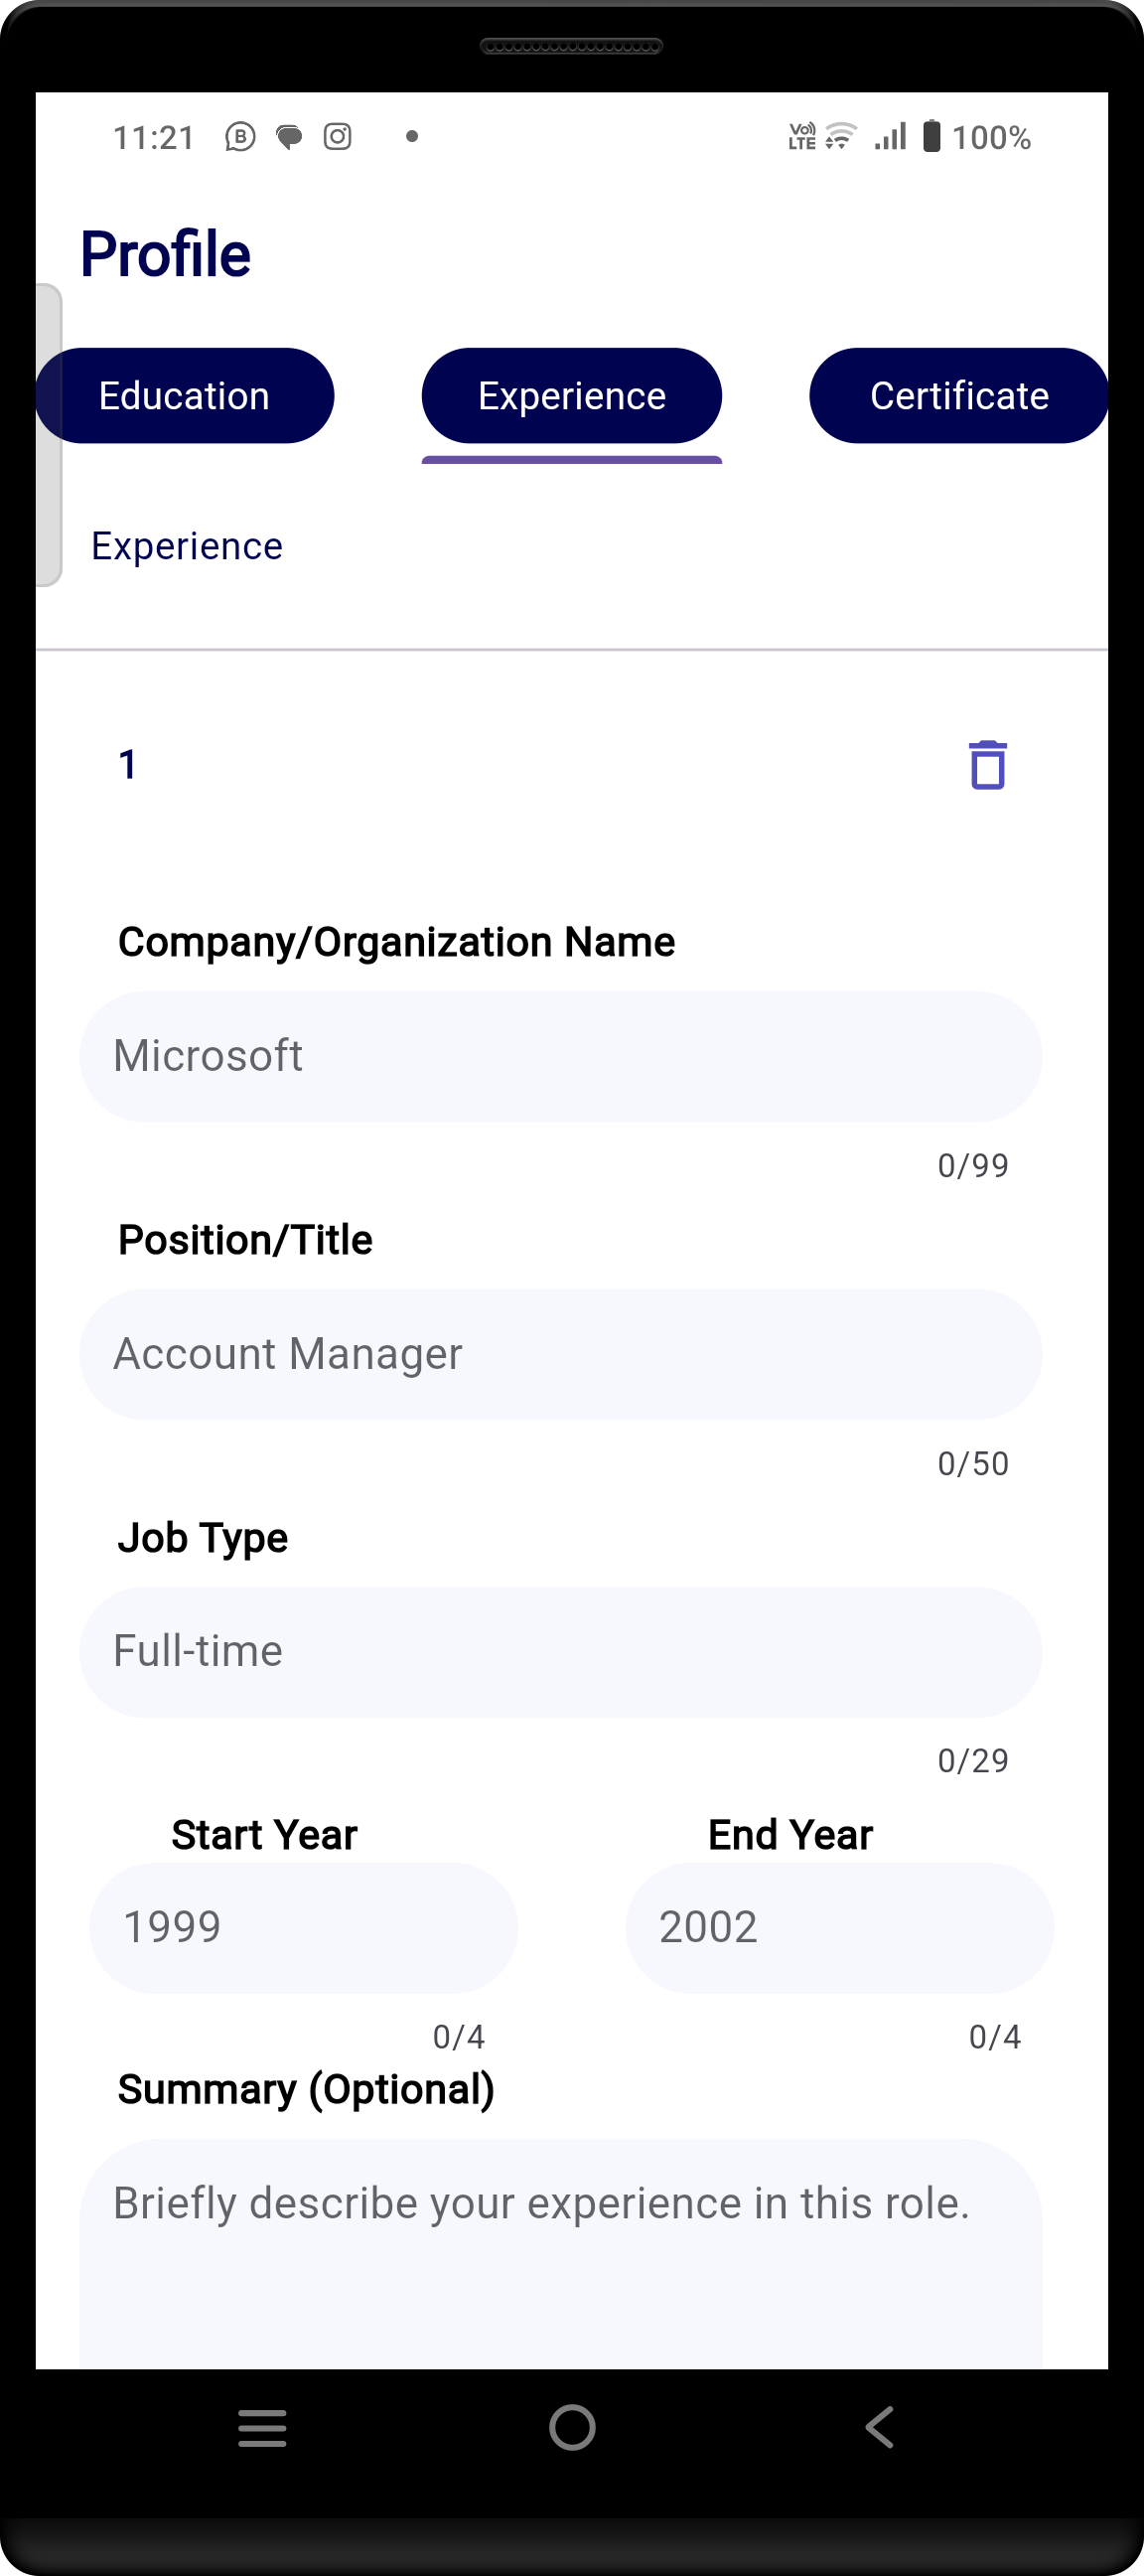 11:21 100%
Profile
Education Experience Certificate
Experience
1
Company/Organization Name
Microsoft
0/99
Position/Title
Account Manager
0/50
Job Type
Full-time
0/29
Start Year End Year
1999 2002
0/4 0/4
Summary (Optional)
Briefly describe your experience in this role.